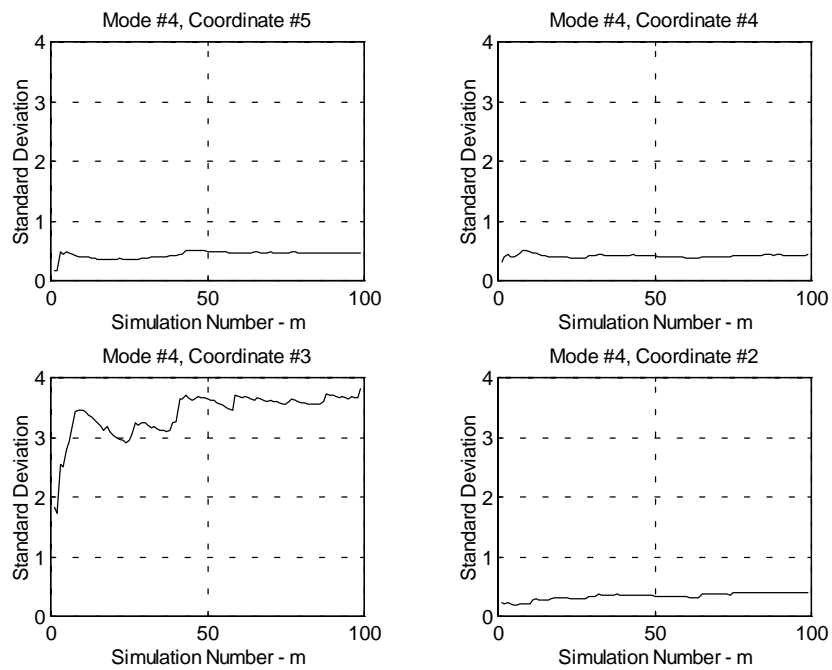 Mode #4, Coordinate #5
4
3
2
1
0
Standard Deviation
0 50 100
Simulation Number - m
Mode #4, Coordinate #4
4
3
2
1
0
Standard Deviation
0 50 100
Simulation Number - m
Mode #4, Coordinate #3
4
3
2
1
0
Standard Deviation
0 50 100
Simulation Number - m
Mode #4, Coordinate #2
4
3
2
1
0
Standard Deviation
0 50 100
Simulation Number - m